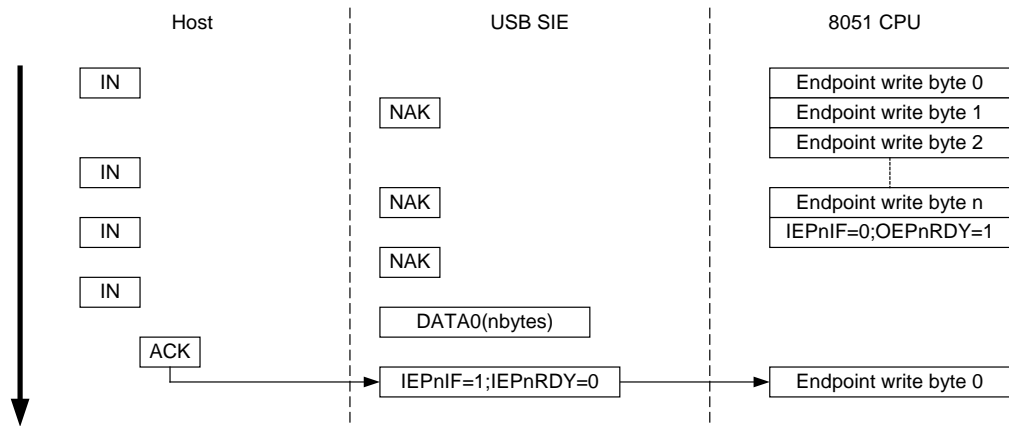 Host USB SIE 8051 CPU
IN Endpoint write byte 0
NAK Endpoint write byte 1
Endpoint write byte 2
IN
NAK Endpoint write byte n
IN IEPnIF=0;OEPnRDY=1
NAK
IN
DATA0(nbytes)
ACK
IEPnIF=1;IEPnRDY=0 Endpoint write byte 0